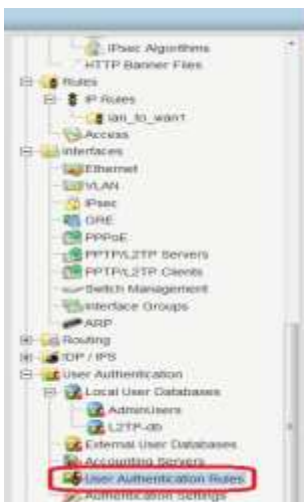 IPsec Algorithms
HTTP Banner Files
Rules
IP Rules
lan_to_wan1
Access
Interfaces
Ethernet
VLAN
IPsec
GRE
PPPoE
PPTP/L2TP Servers
PPTP/L2TP Clients
Switch Management
Interface Groups
ARP
Routing
IDP / IPS
User Authentication
Local User Databases
AdminUsers
L2TP-db
External User Databases
Accounting Servers
User Authentication Rules
Authentication Settings